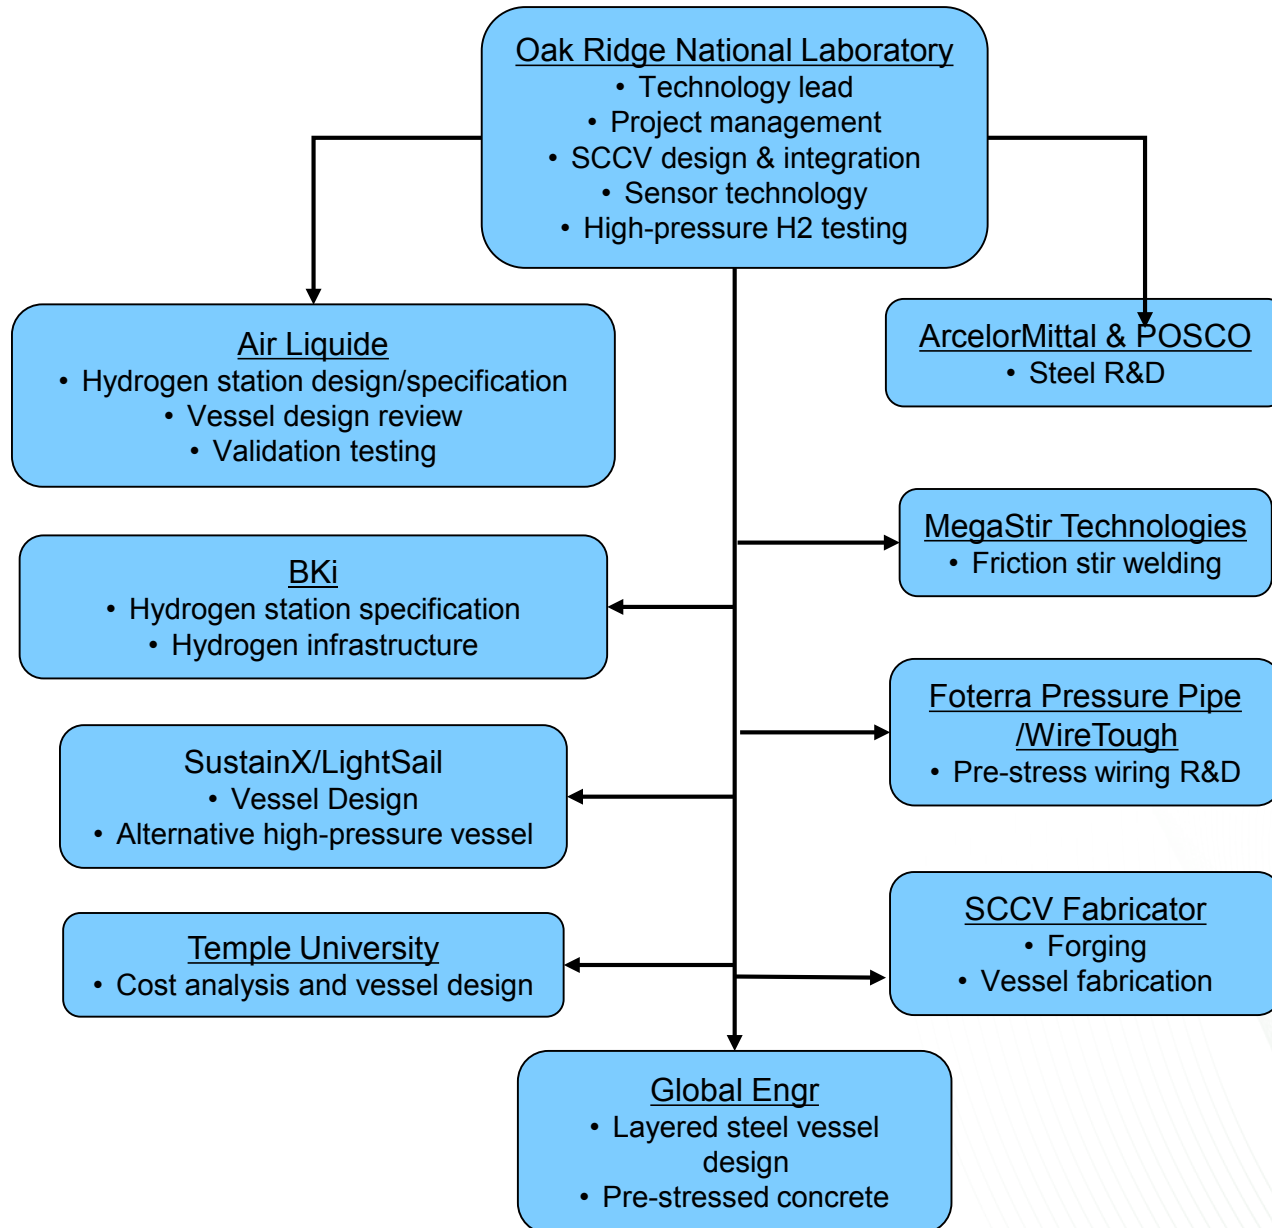 Oak Ridge National Laboratory
• Technology lead
• Project management
• SCCV design & integration
• Sensor technology
• High-pressure H2 testing
Air Liquide
• Hydrogen station design/specification
• Vessel design review
• Validation testing
ArcelorMittal & POSCO
• Steel R&D
MegaStir Technologies
• Friction stir welding
BKi
• Hydrogen station specification
• Hydrogen infrastructure
Foterra Pressure Pipe
/WireTough
• Pre-stress wiring R&D
SustainX/LightSail
• Vessel Design
• Alternative high-pressure vessel
SCCV Fabricator
• Forging
• Vessel fabrication
Temple University
• Cost analysis and vessel design
Global Engr
• Layered steel vessel
design
• Pre-stressed concrete